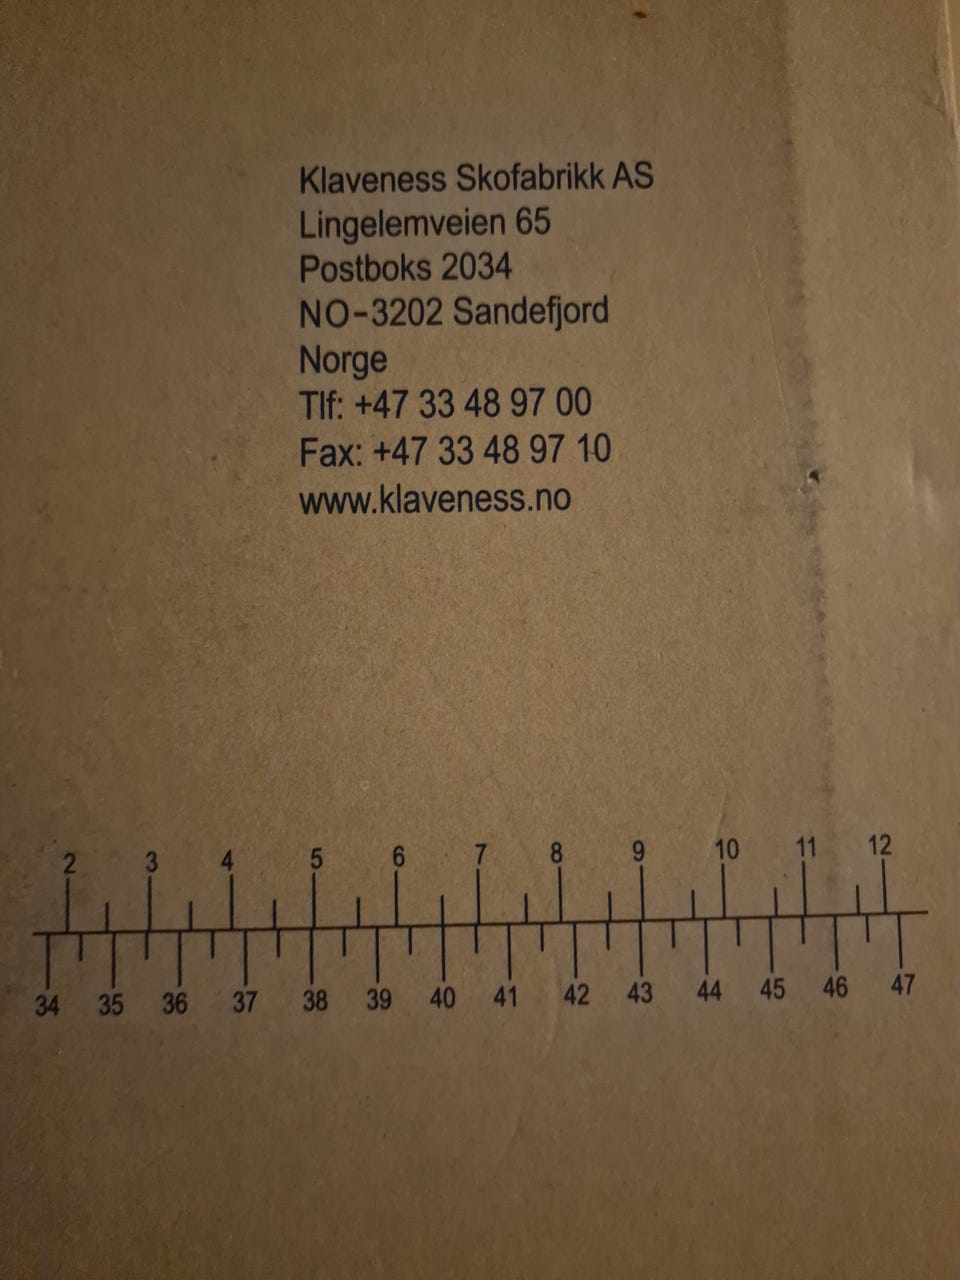 Klaveness Skofabrikk AS
Lingelemveien 65
Postboks 2034
NO-3202 Sandefjord
Norge
Tlf: +47 33 48 97 00
Fax: +47 33 48 97 10
www.klaveness.no
2 3 4 5 6 7 8 9 10 11 12
34 35 36 37 38 39 40 41 42 43 44 45 46 47